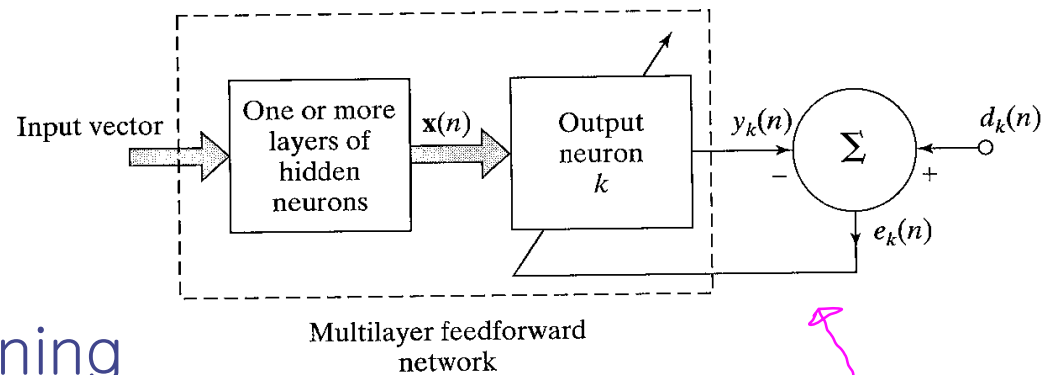 Input vector
One or more
layers of
hidden
neurons
x(n)
Output
neuron
k
y_k(n)
Σ
−
+
d_k(n)
e_k(n)
Multilayer feedforward
network
ning